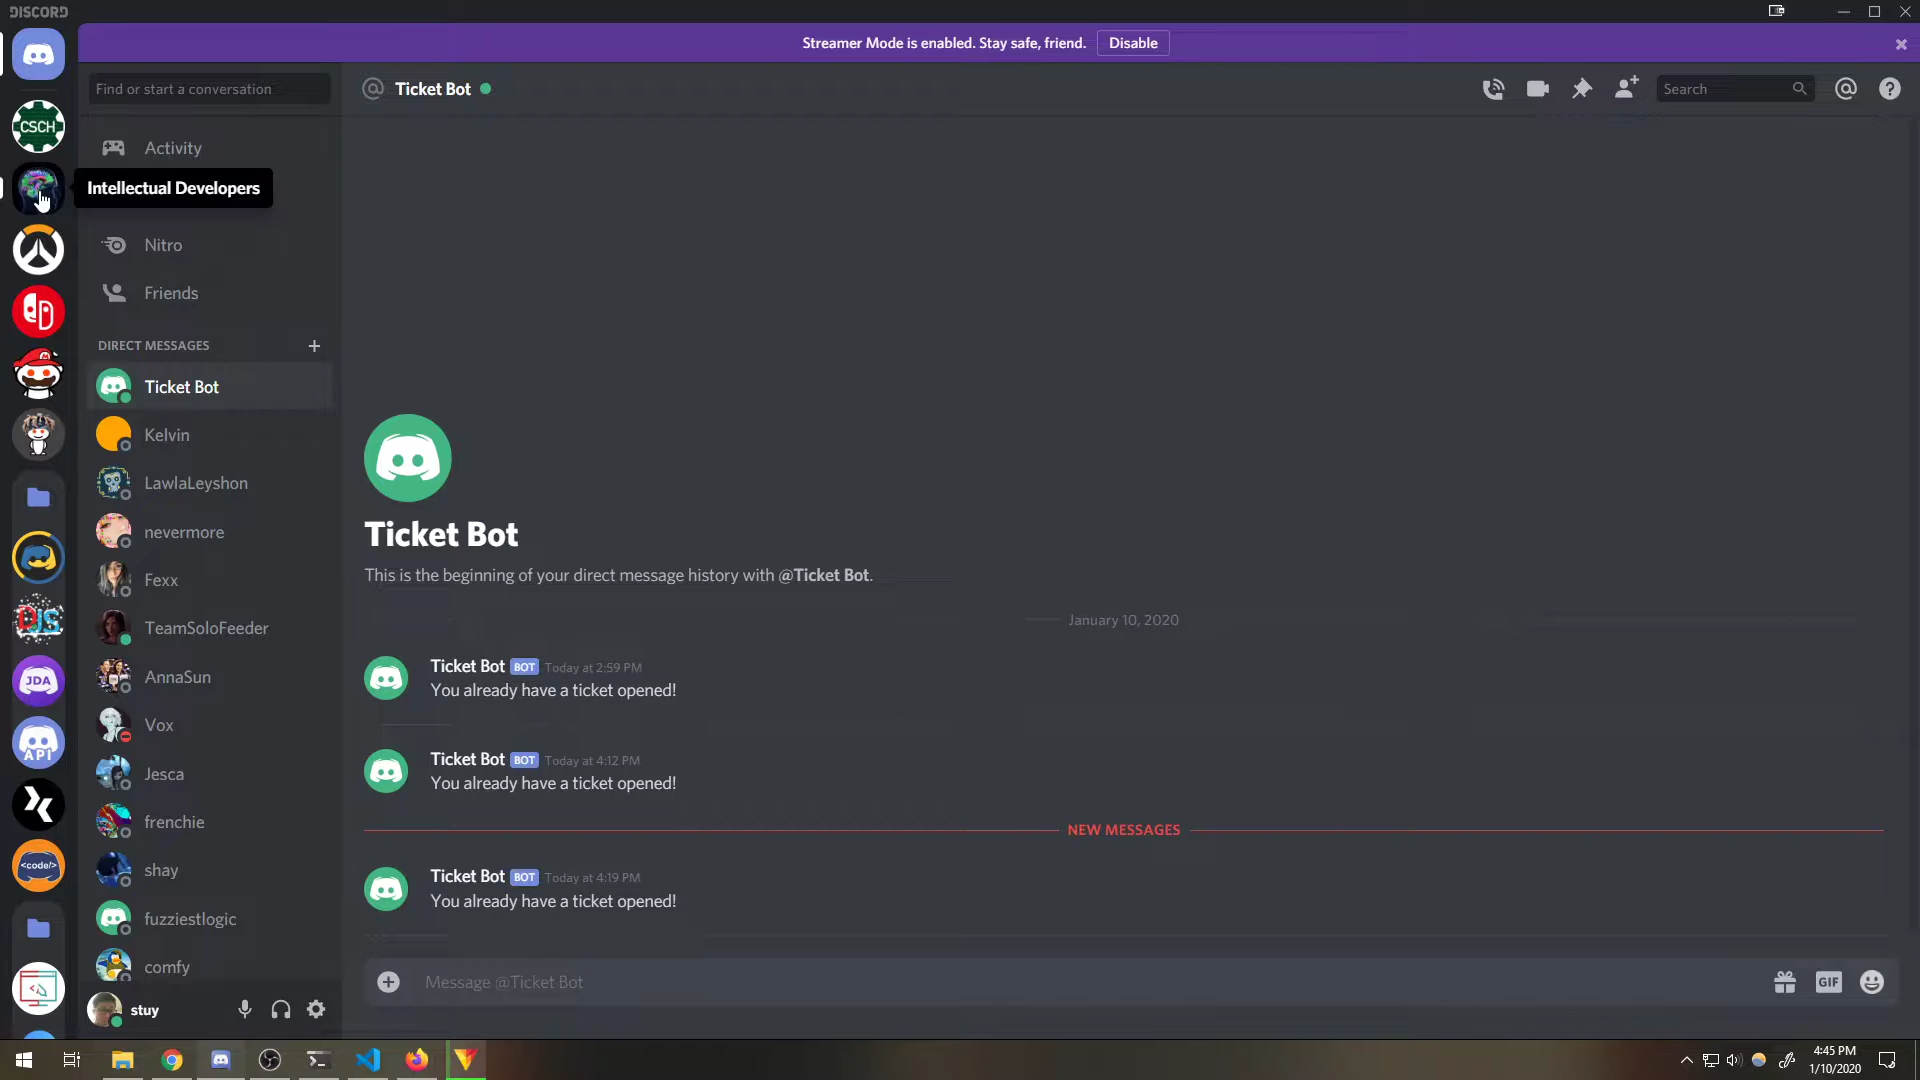 DISCORD
Streamer Mode is enabled. Stay safe, friend.
Disable
Find or start a conversation
Ticket Bot
Search
CSCH
Activity
Intellectual Developers
Nitro
Friends
DIRECT MESSAGES
Ticket Bot
Kelvin
LawlaLeyshon
nevermore
Fexx
TeamSoloFeeder
AnnaSun
Vox
Jesca
frenchie
shay
fuzziestlogic
comfy
stuy
DIS
JDA
API
<code/>
Ticket Bot
This is the beginning of your direct message history with @Ticket Bot.
January 10, 2020
Ticket Bot BOT Today at 2:59 PM
You already have a ticket opened!
Ticket Bot BOT Today at 4:12 PM
You already have a ticket opened!
NEW MESSAGES
Ticket Bot BOT Today at 4:19 PM
You already have a ticket opened!
Message @Ticket Bot
GIF
4:45 PM
1/10/2020